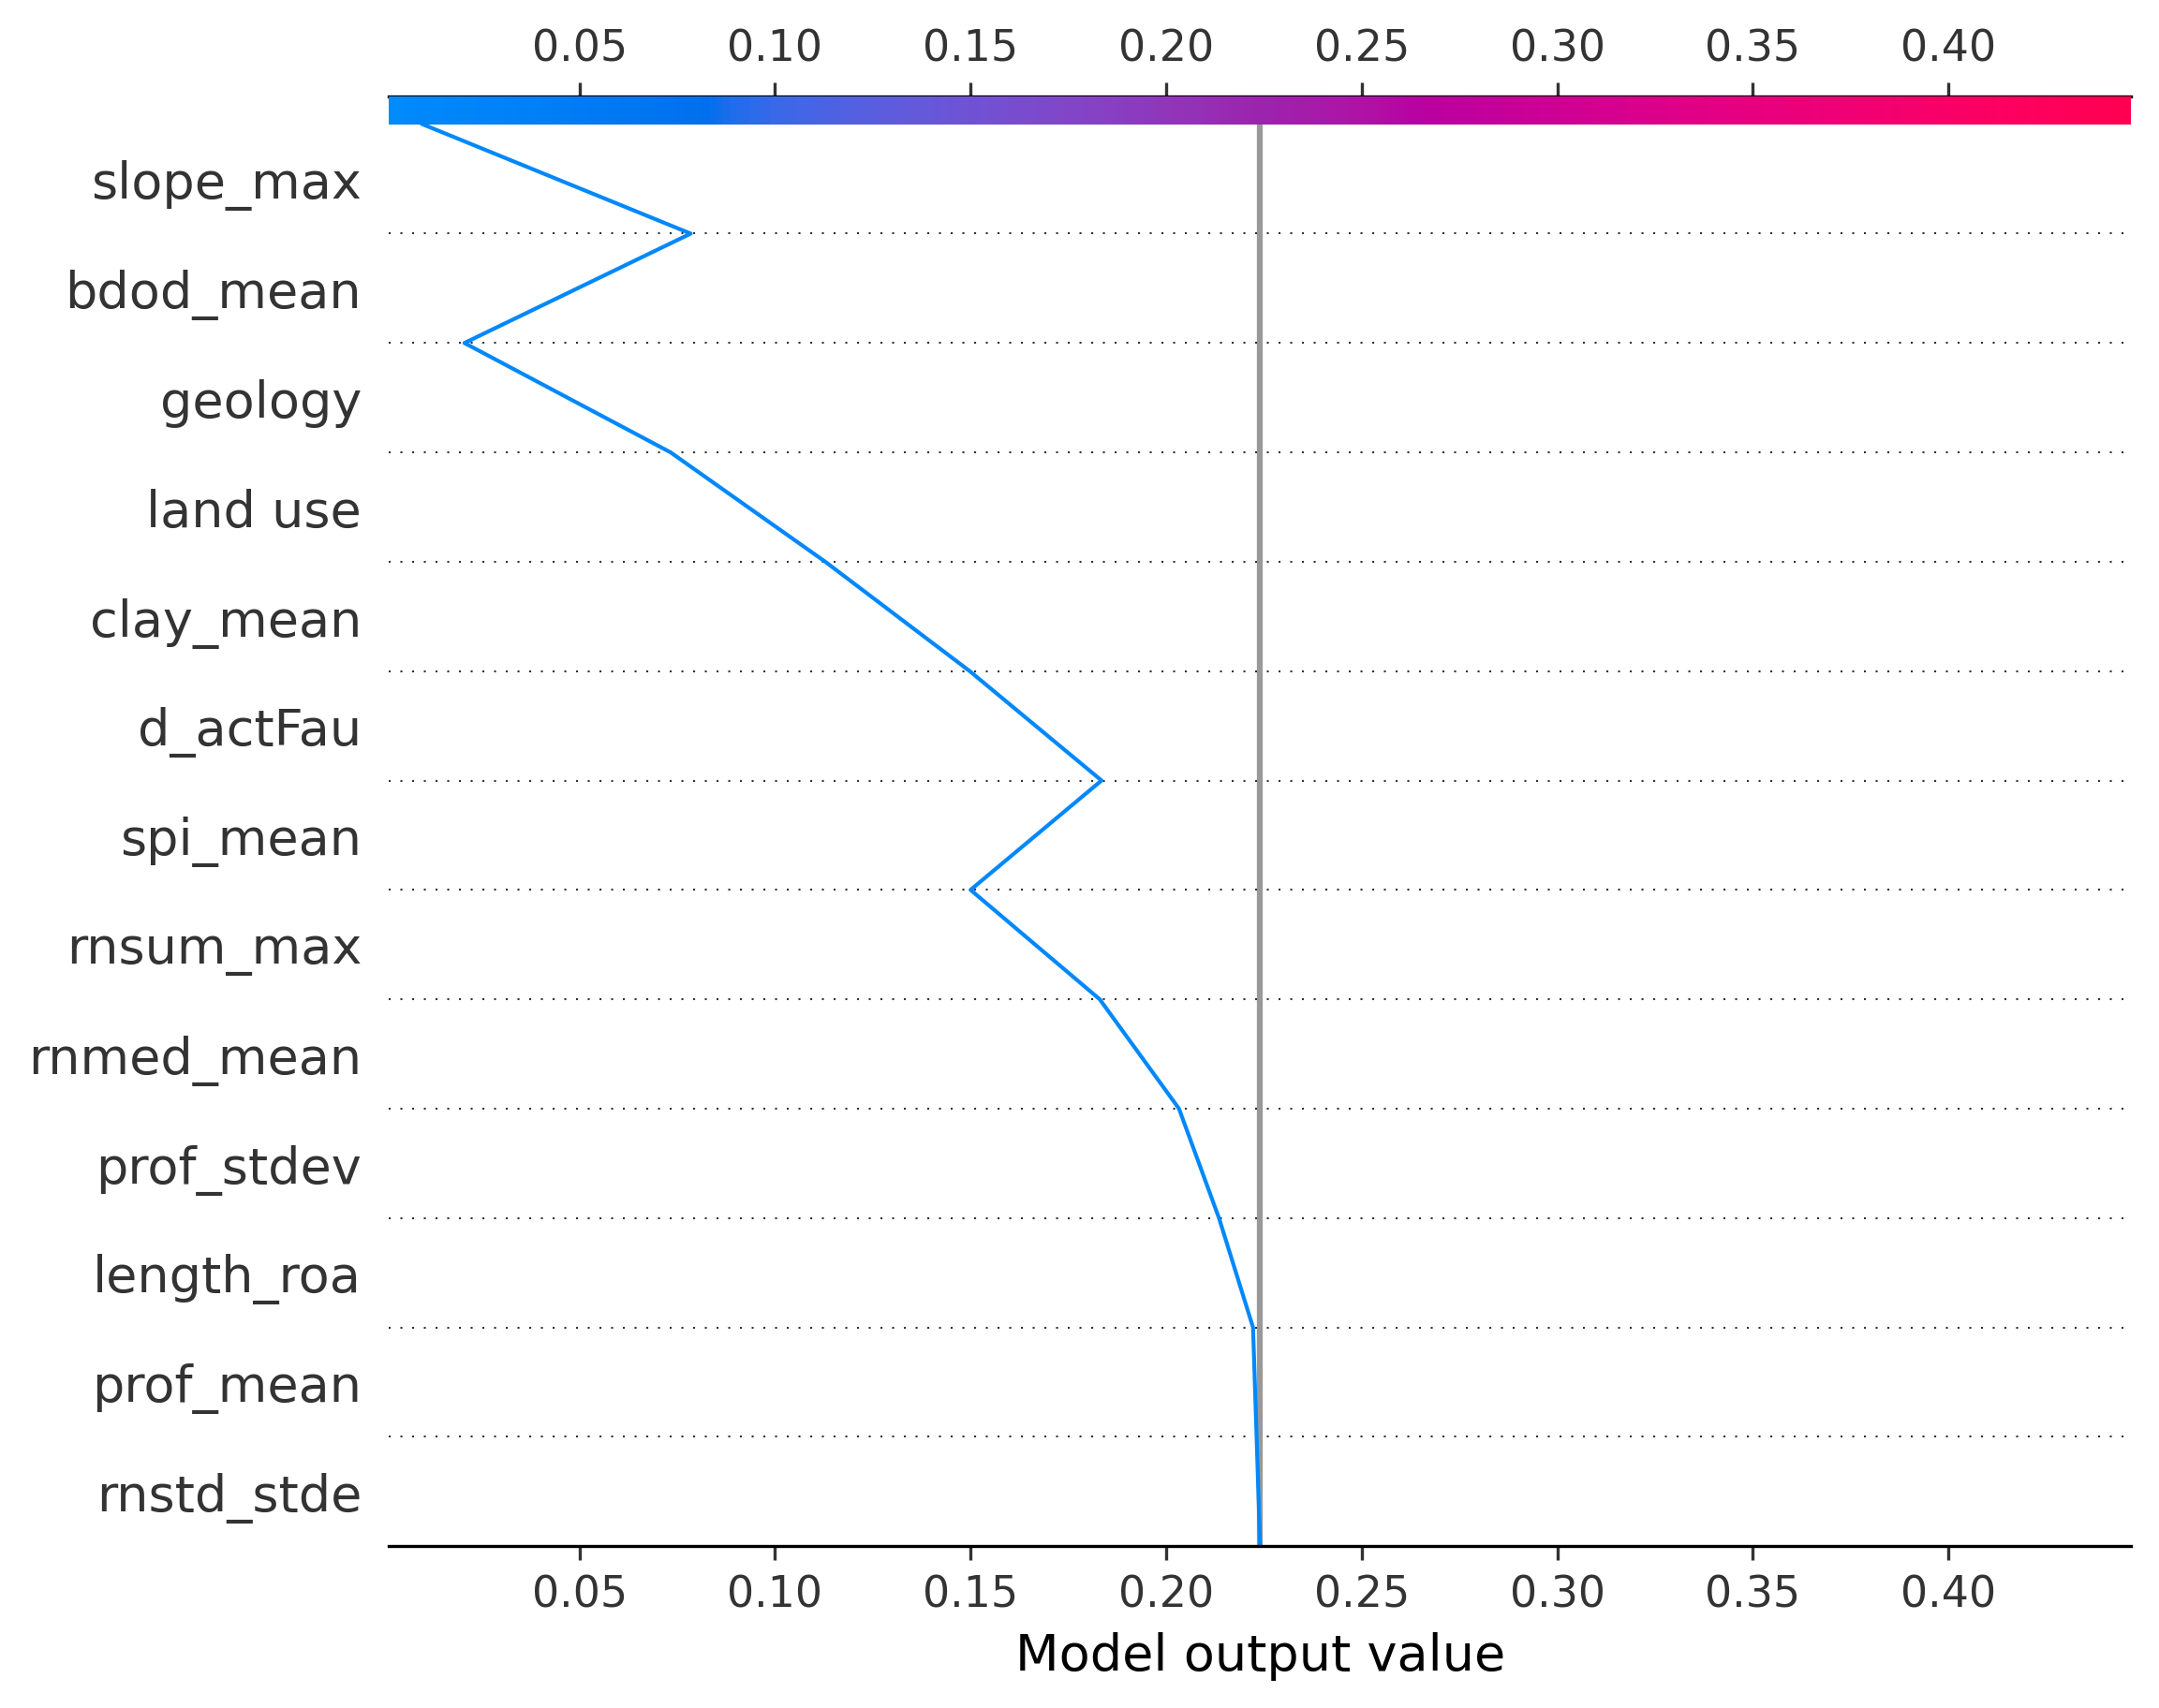 0.05 0.10 0.15 0.20 0.25 0.30 0.35 0.40
slope_max
bdod_mean
geology
land use
clay_mean
d_actFau
spi_mean
rnsum_max
rnmed_mean
prof_stdev
length_roa
prof_mean
rnstd_stde
0.05 0.10 0.15 0.20 0.25 0.30 0.35 0.40
Model output value